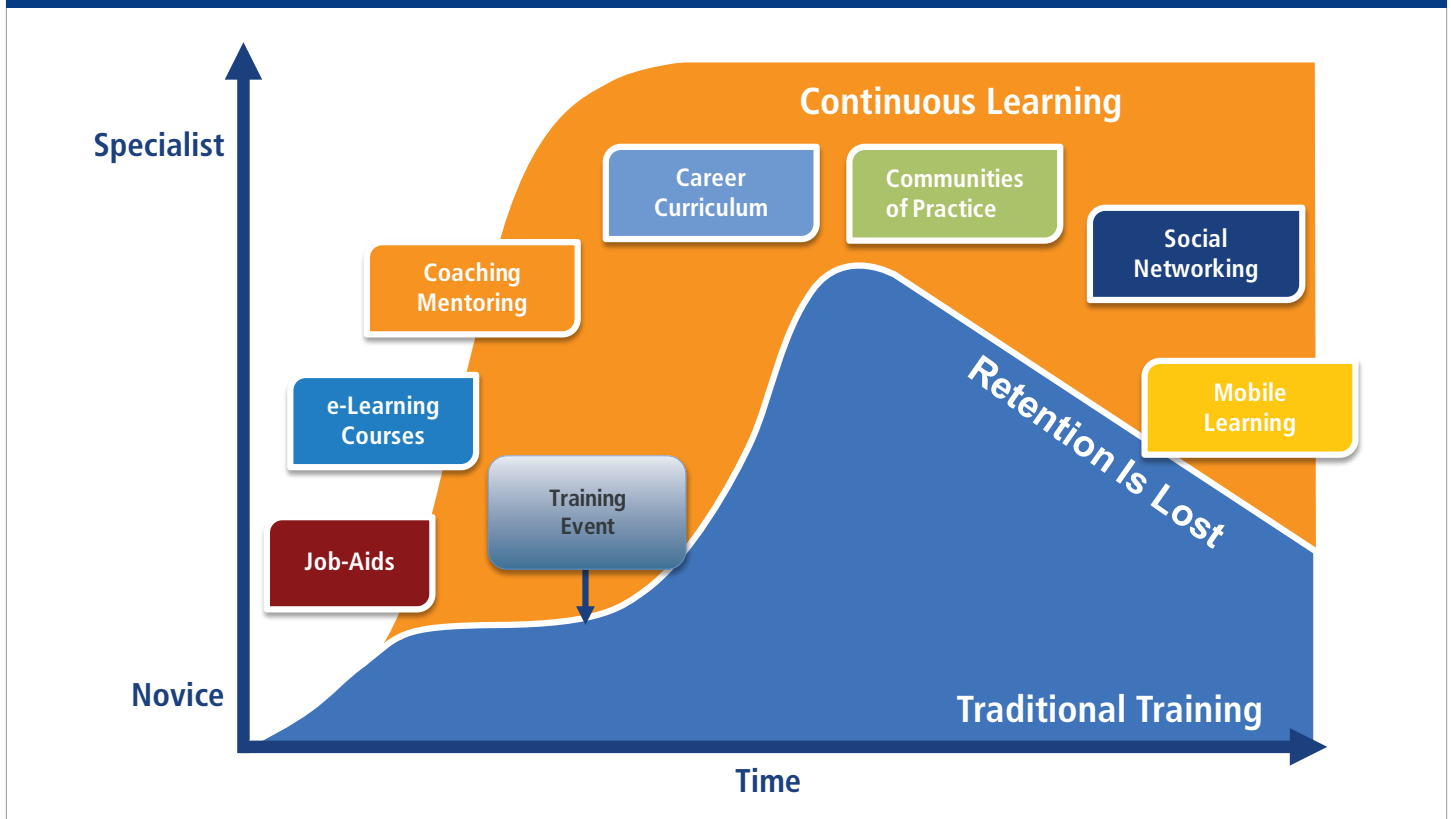 Continuous Learning
Specialist
Career
Curriculum
Communities
of Practice
Social
Networking
Coaching
Mentoring
Retention Is Lost
Mobile
Learning
e-Learning
Courses
Training
Event
Job-Aids
Novice
Traditional Training
Time